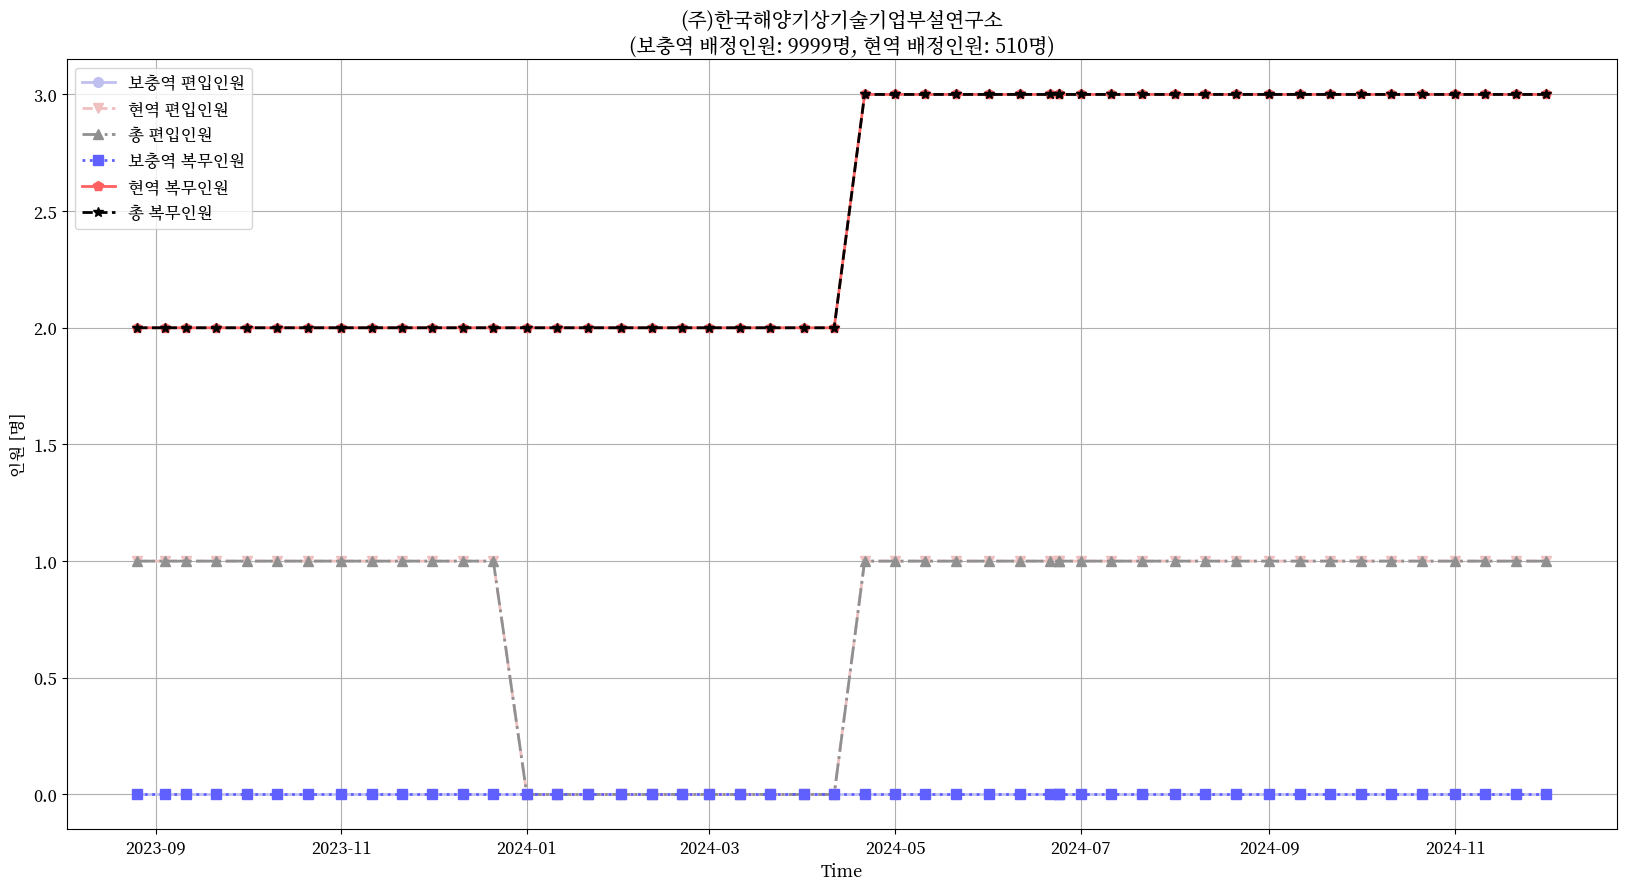 (주)한국해양기상기술기업부설연구소
(보충역 배정인원: 9999명, 현역 배정인원: 510명)
보충역 편입인원
현역 편입인원
총 편입인원
보충역 복무인원
현역 복무인원
총 복무인원
3.0
2.5
2.0
1.5
1.0
0.5
0.0
인원 [명]
2023-09 2023-11 2024-01 2024-03 2024-05 2024-07 2024-09 2024-11
Time